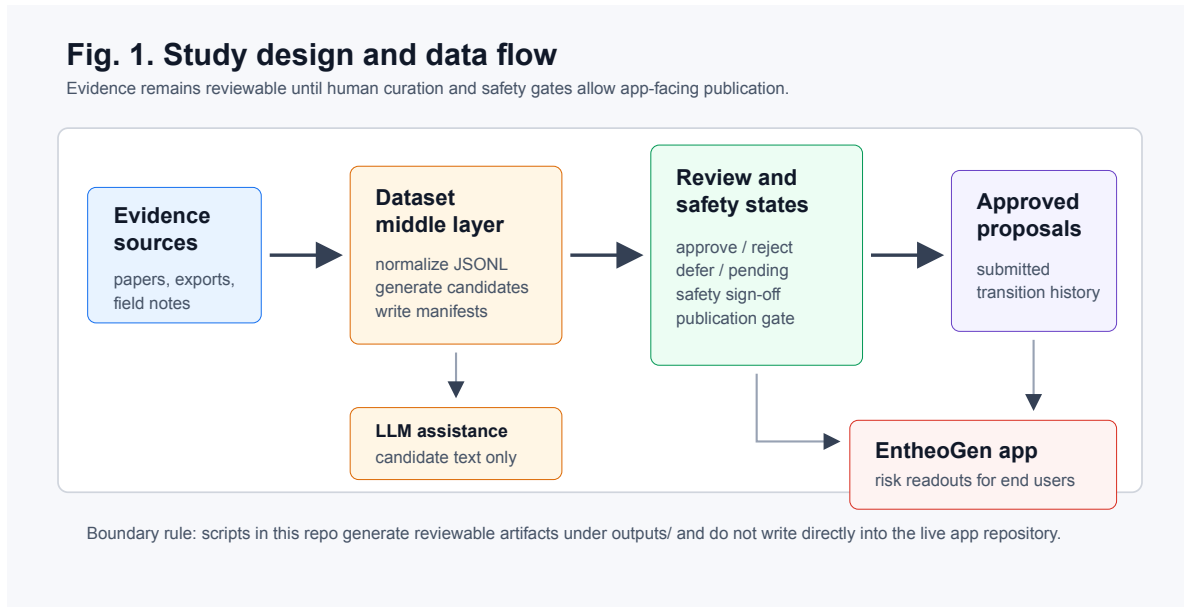 Fig. 1. Study design and data flow
Evidence remains reviewable until human curation and safety gates allow app-facing publication.
Evidence
sources
papers, exports,
field notes
Dataset
middle layer
normalize JSONL
generate candidates
write manifests
LLM assistance
candidate text only
Review and
safety states
approve / reject
defer / pending
safety sign-off
publication gate
Approved
proposals
submitted
transition history
EntheoGen app
risk readouts for end users
Boundary rule: scripts in this repo generate reviewable artifacts under outputs/ and do not write directly into the live app repository.